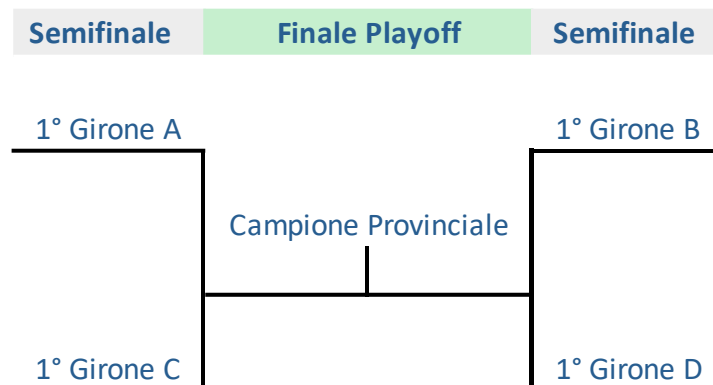 Semifinale Finale Playoff Semifinale
1° Girone A 1° Girone B
Campione Provinciale
1° Girone C 1° Girone D